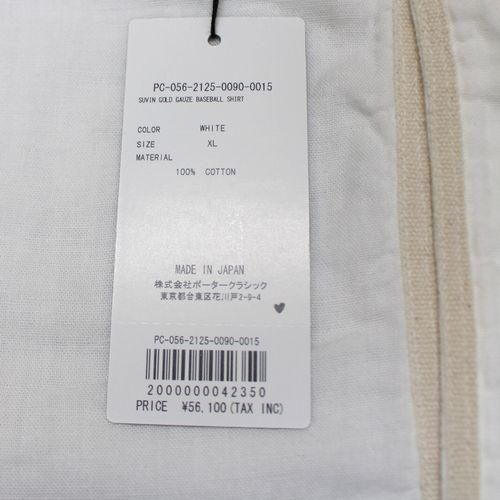 PC-056-2125-0090-0015
SUVIN GOLD GAUZE BASEBALL SHIRT
COLOR WHITE
SIZE XL
MATERIAL
100% COTTON
MADE IN JAPAN
株式会社ポータークラシック
東京都台東区花川戸2-9-4
PC-056-2125-0090-0015
2000000042350
PRICE ¥56,100(TAX INC)